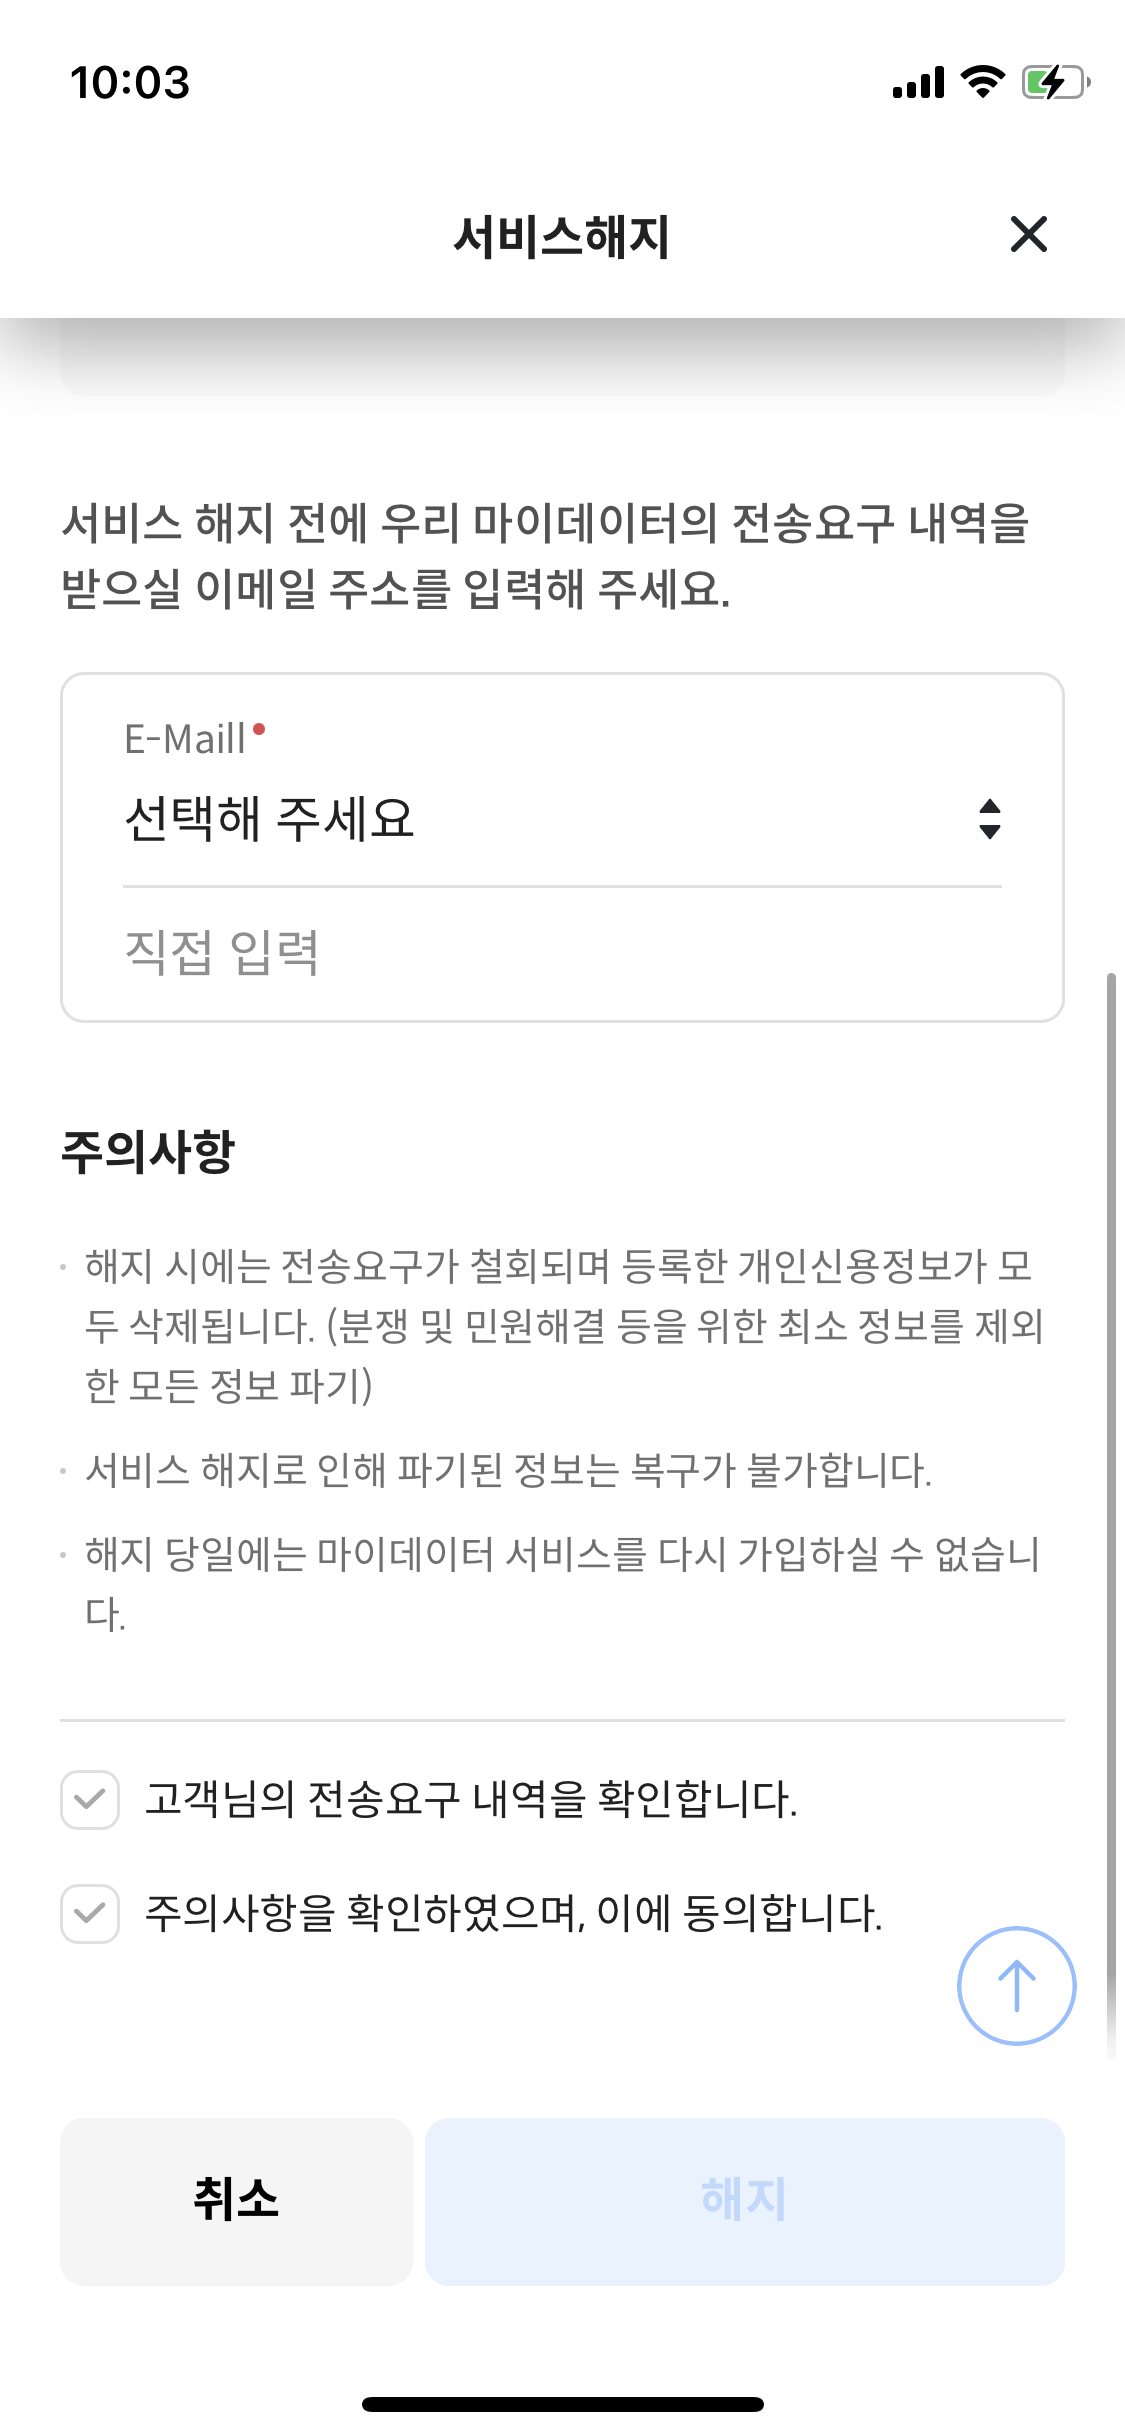 10:03
서비스해지
서비스 해지 전에 우리 마이데이터의 전송요구 내역을
받으실 이메일 주소를 입력해 주세요.
E-Maill
선택해 주세요
직접 입력
주의사항
· 해지 시에는 전송요구가 철회되며 등록한 개인신용정보가 모
두 삭제됩니다. (분쟁 및 민원해결 등을 위한 최소 정보를 제외
한 모든 정보 파기)
· 서비스 해지로 인해 파기된 정보는 복구가 불가합니다.
· 해지 당일에는 마이데이터 서비스를 다시 가입하실 수 없습니
다.
고객님의 전송요구 내역을 확인합니다.
주의사항을 확인하였으며, 이에 동의합니다.
취소
해지